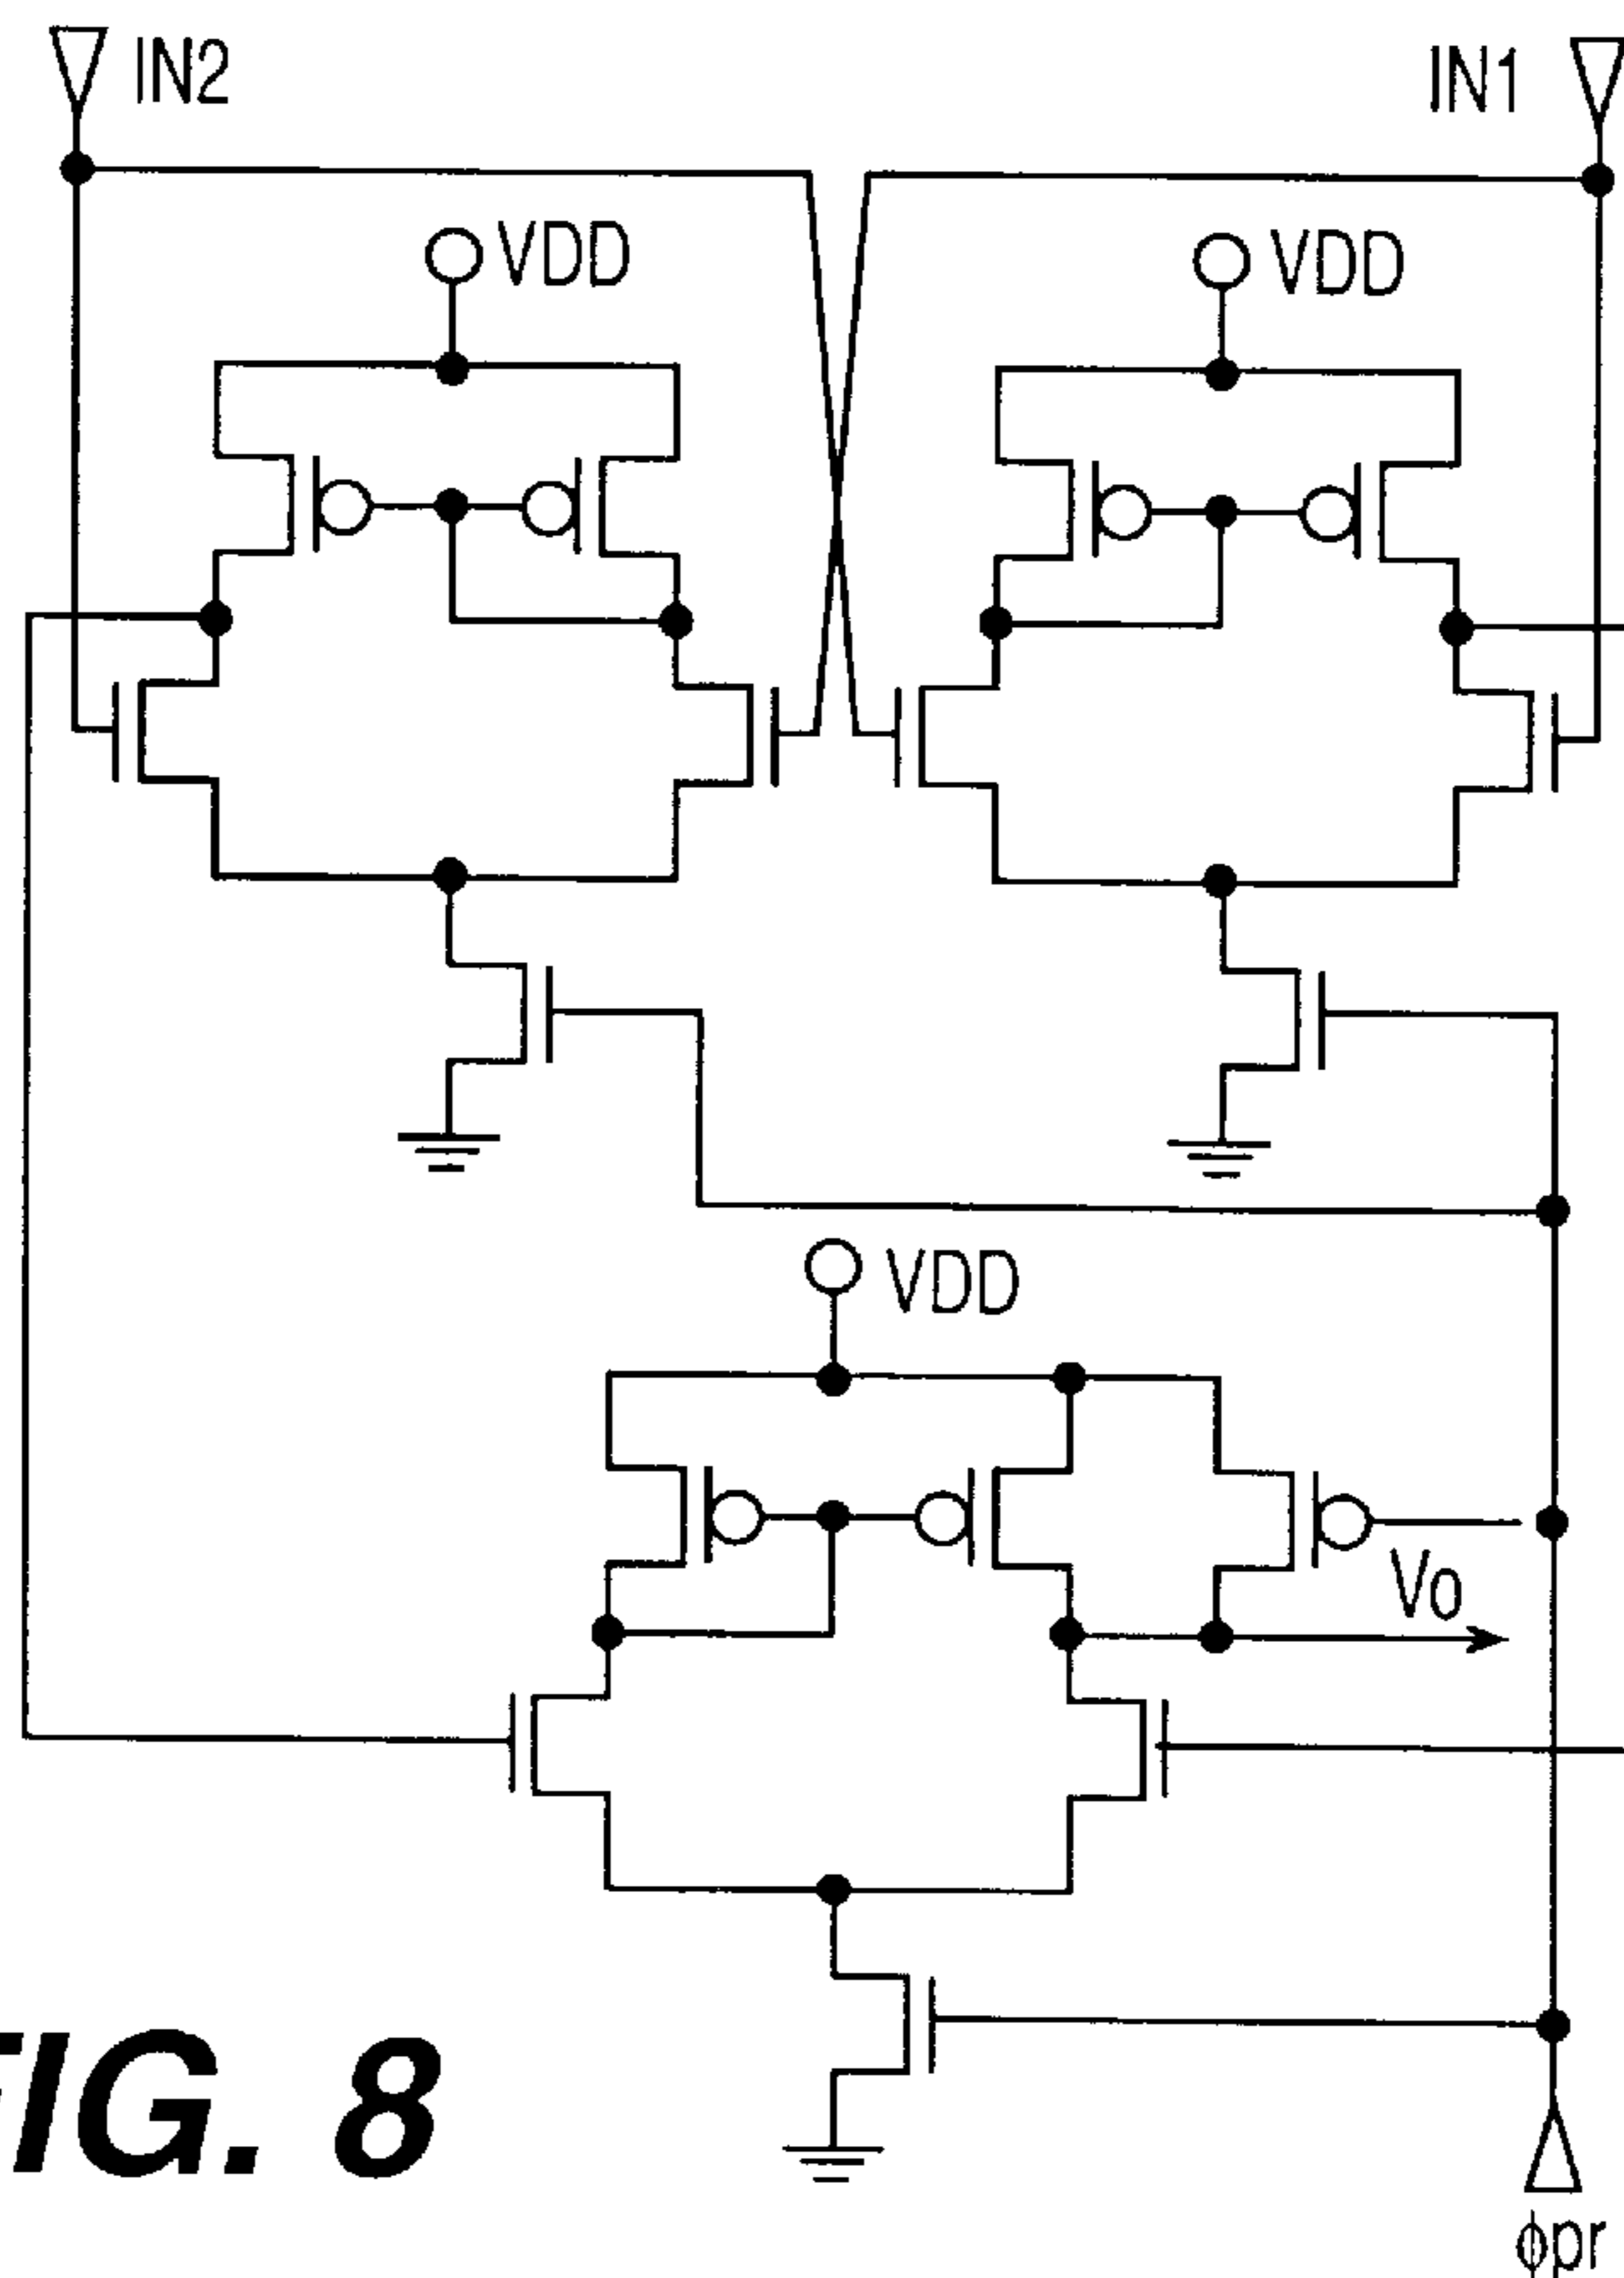 IN2
IN1
VDD
VDD
VDD
Vo
FIG. 8
ϕpr